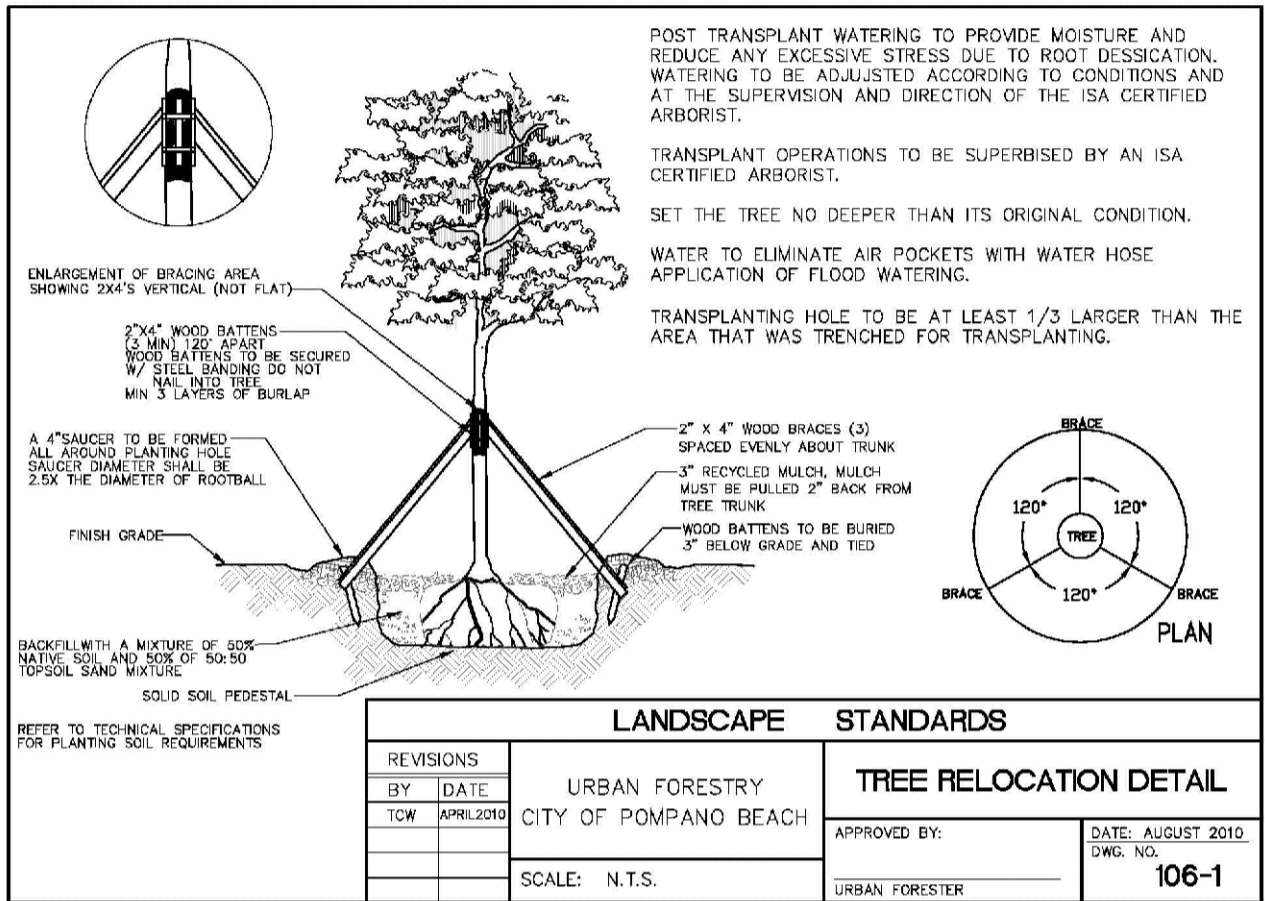 POST TRANSPLANT WATERING TO PROVIDE MOISTURE AND
REDUCE ANY EXCESSIVE STRESS DUE TO ROOT DESSICATION.
WATERING TO BE ADJUJSTED ACCORDING TO CONDITIONS AND
AT THE SUPERVISION AND DIRECTION OF THE ISA CERTIFIED
ARBORIST.
TRANSPLANT OPERATIONS TO BE SUPERBISED BY AN ISA
CERTIFIED ARBORIST.
SET THE TREE NO DEEPER THAN ITS ORIGINAL CONDITION.
WATER TO ELIMINATE AIR POCKETS WITH WATER HOSE
APPLICATION OF FLOOD WATERING.
TRANSPLANTING HOLE TO BE AT LEAST 1/3 LARGER THAN THE
AREA THAT WAS TRENCHED FOR TRANSPLANTING.
ENLARGEMENT OF BRACING AREA
SHOWING 2X4'S VERTICAL (NOT FLAT)
2"X4" WOOD BATTENS
(3 MIN) 120° APART
WOOD BATTENS TO BE SECURED
W/ STEEL BANDING DO NOT
NAIL INTO TREE
MIN 3 LAYERS OF BURLAP
A 4"SAUCER TO BE FORMED
ALL AROUND PLANTING HOLE
SAUCER DIAMETER SHALL BE
2.5X THE DIAMETER OF ROOTBALL
FINISH GRADE
BACKFILLWITH A MIXTURE OF 50%
NATIVE SOIL AND 50% OF 50:50
TOPSOIL SAND MIXTURE
SOLID SOIL PEDESTAL
REFER TO TECHNICAL SPECIFICATIONS
FOR PLANTING SOIL REQUIREMENTS
2" X 4" WOOD BRACES (3)
SPACED EVENLY ABOUT TRUNK
3" RECYCLED MULCH, MULCH
MUST BE PULLED 2" BACK FROM
TREE TRUNK
WOOD BATTENS TO BE BURIED
3" BELOW GRADE AND TIED
BRACE
120° 120°
TREE
120°
BRACE BRACE
PLAN
LANDSCAPE STANDARDS
REVISIONS
BY DATE
TCW APRIL2010
URBAN FORESTRY
CITY OF POMPANO BEACH
SCALE: N.T.S.
TREE RELOCATION DETAIL
APPROVED BY:
URBAN FORESTER
DATE: AUGUST 2010
DWG. NO.
106-1